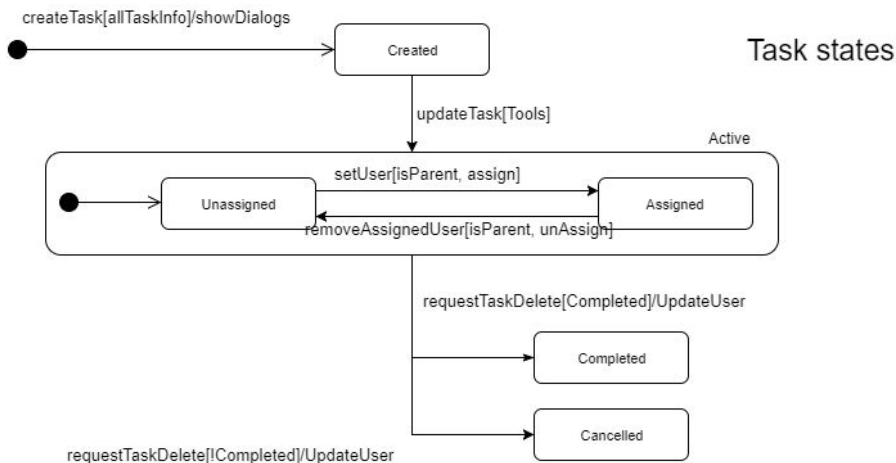 createTask[allTaskInfo]/showDialogs
Created
Task states
updateTask[Tools]
Active
setUser[isParent, assign]
Unassigned
Assigned
removeAssignedUser[isParent, unAssign]
requestTaskDelete[Completed]/UpdateUser
Completed
Cancelled
requestTaskDelete[!Completed]/UpdateUser